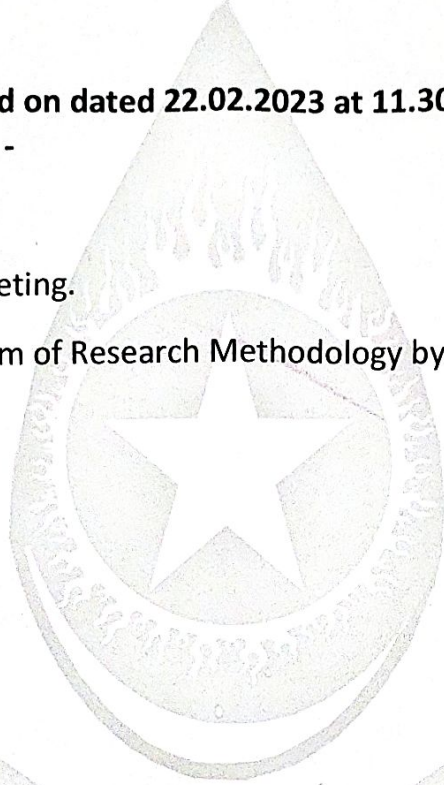 d on dated 22.02.2023 at 11.30
-
eting.
m of Research Methodology by